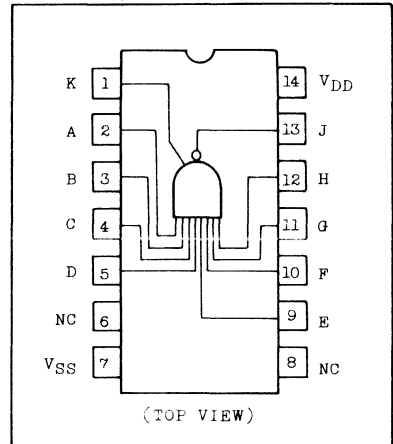 K 1 14 VDD
A 2 13 J
B 3 12 H
C 4 11 G
D 5 10 F
NC 6 9 E
VSS 7 8 NC
(TOP VIEW)